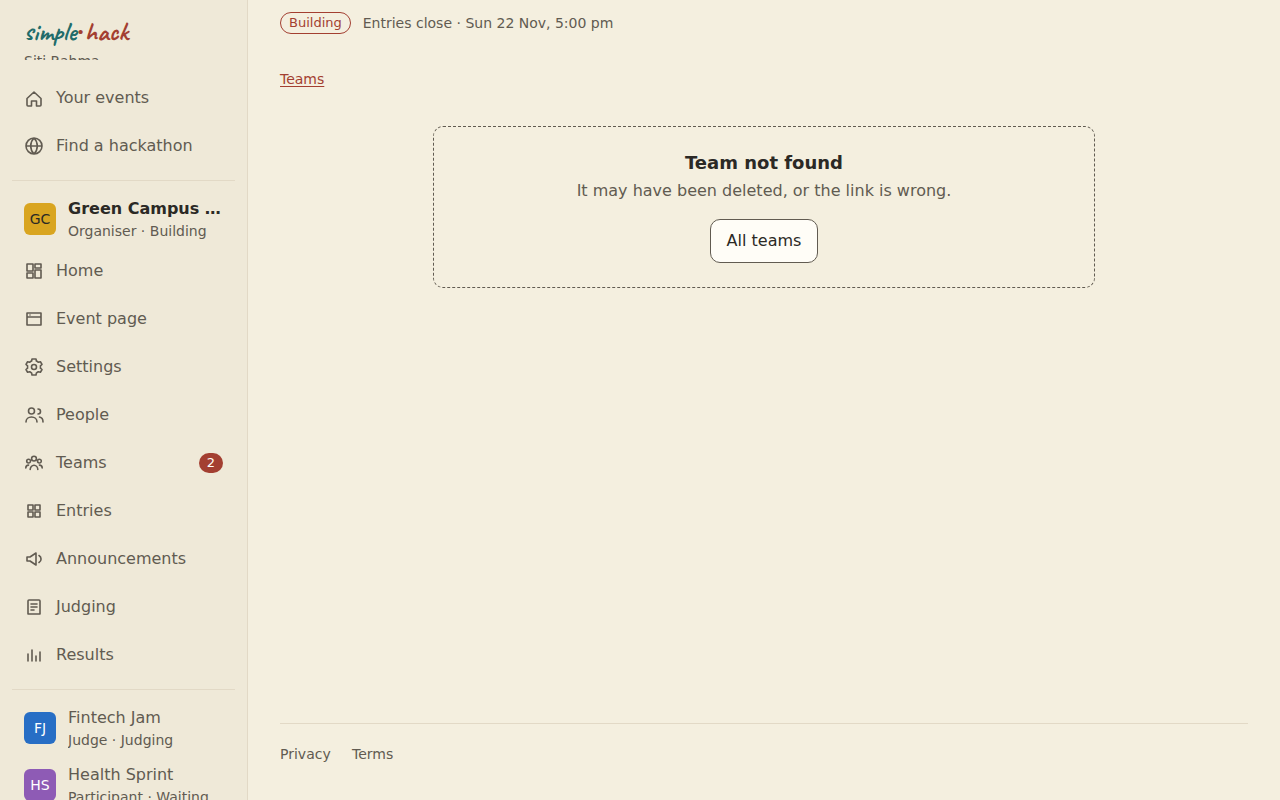 simple·hack
Siti Rahma
Your events
Find a hackathon
GC
Green Campus ...
Organiser · Building
Home
Event page
Settings
People
Teams
2
Entries
Announcements
Judging
Results
FJ
Fintech Jam
Judge · Judging
HS
Health Sprint
Participant · Waiting
Building
Entries close · Sun 22 Nov, 5:00 pm
Teams
Team not found
It may have been deleted, or the link is wrong.
All teams
Privacy
Terms